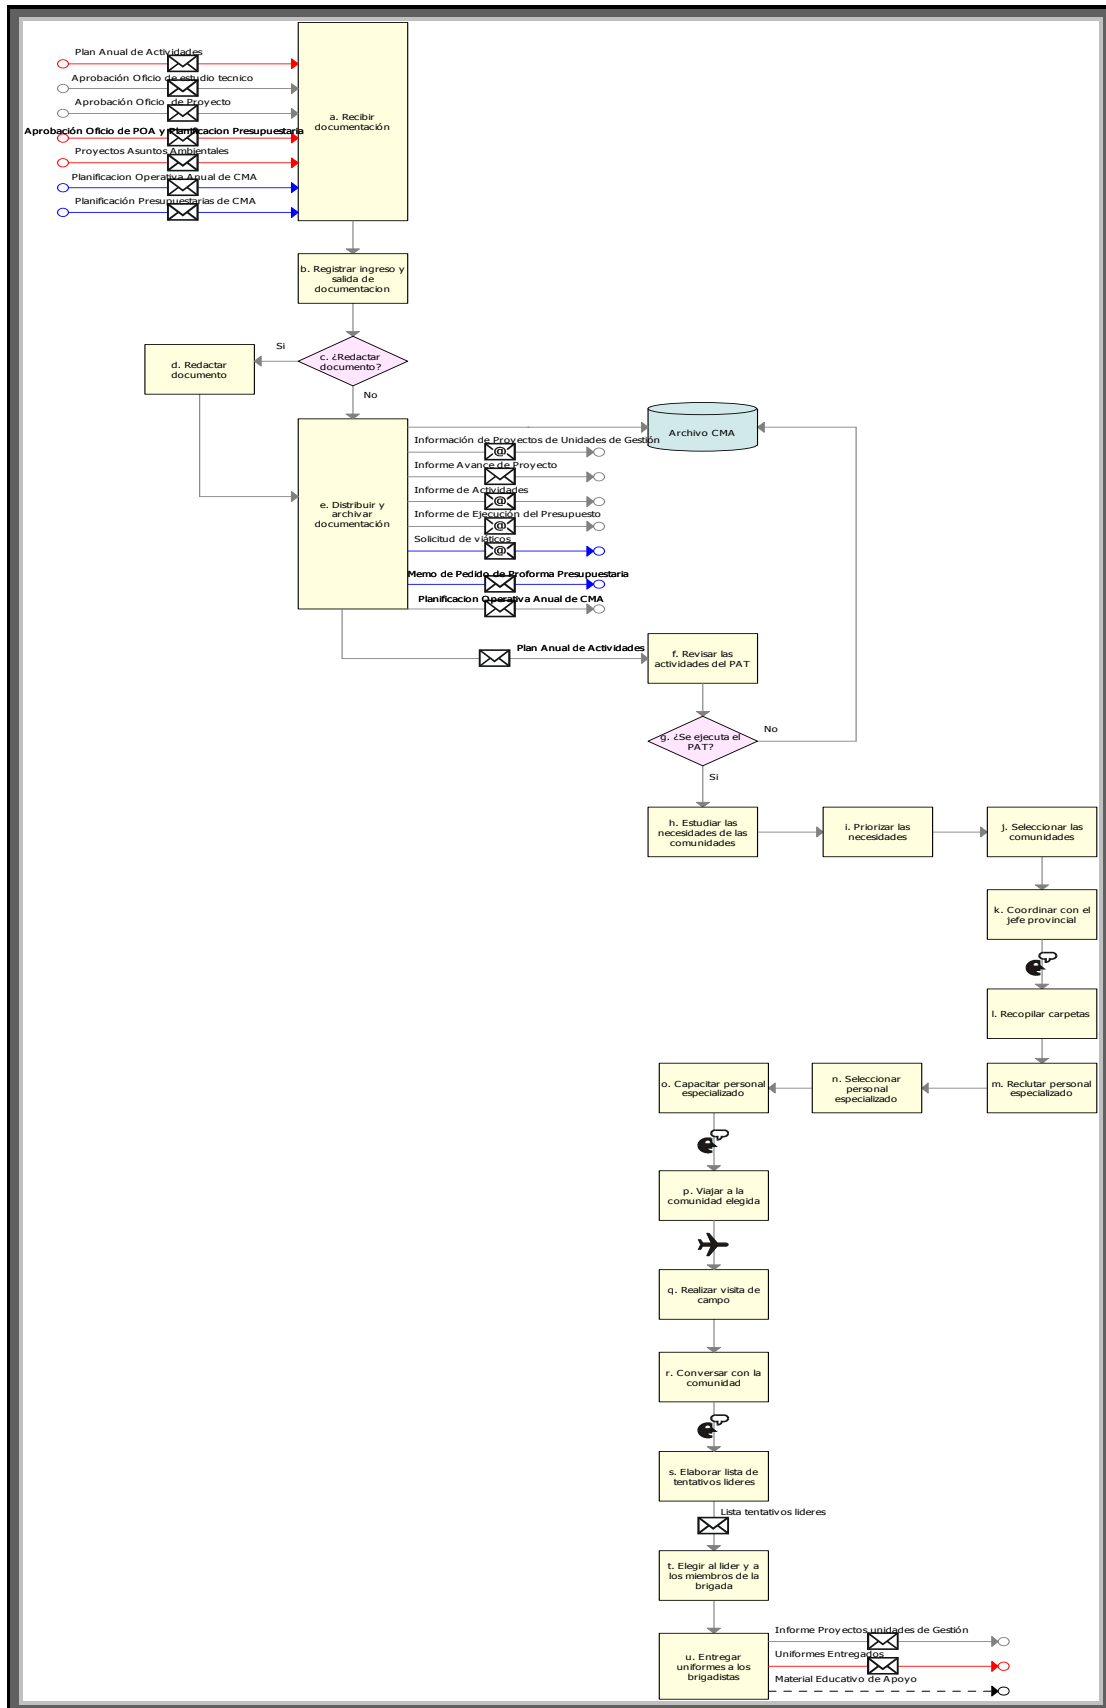 Plan Anual de Actividades
Aprobación Oficio de estudio tecnico
Aprobación Oficio de Proyecto
Aprobación Oficio de POA y Planificacion Presupuestaria
Proyectos Asuntos Ambientales
Planificacion Operativa Anual de CMA
Planificación Presupuestarias de CMA
a. Recibir
documentación
b. Registrar ingreso y
salida de
documentacion
c. ¿Redactar
documento?
Si
No
d. Redactar
documento
e. Distribuir y
archivar
documentación
Archivo CMA
Información de Proyectos de Unidades de Gestión
@
Informe Avance de Proyecto
Informe de Actividades
@
Informe de Ejecución del Presupuesto
@
Solicitud de viáticos
@
Memo de Pedido de Proforma Presupuestaria
Planificacion Operativa Anual de CMA
Plan Anual de Actividades
f. Revisar las
actividades del PAT
g. ¿Se ejecuta el
PAT?
No
Si
h. Estudiar las
necesidades de las
comunidades
i. Priorizar las
necesidades
j. Seleccionar las
comunidades
k. Coordinar con el
jefe provincial
l. Recopilar carpetas
m. Reclutar personal
especializado
n. Seleccionar
personal
especializado
o. Capacitar personal
especializado
p. Viajar a la
comunidad elegida
q. Realizar visita de
campo
r. Conversar con la
comunidad
s. Elaborar lista de
tentativos lideres
Lista tentativos lideres
t. Elegir al lider y a
los miembros de la
brigada
u. Entregar
uniformes a los
brigadistas
Informe Proyectos unidades de Gestión
Uniformes Entregados
Material Educativo de Apoyo